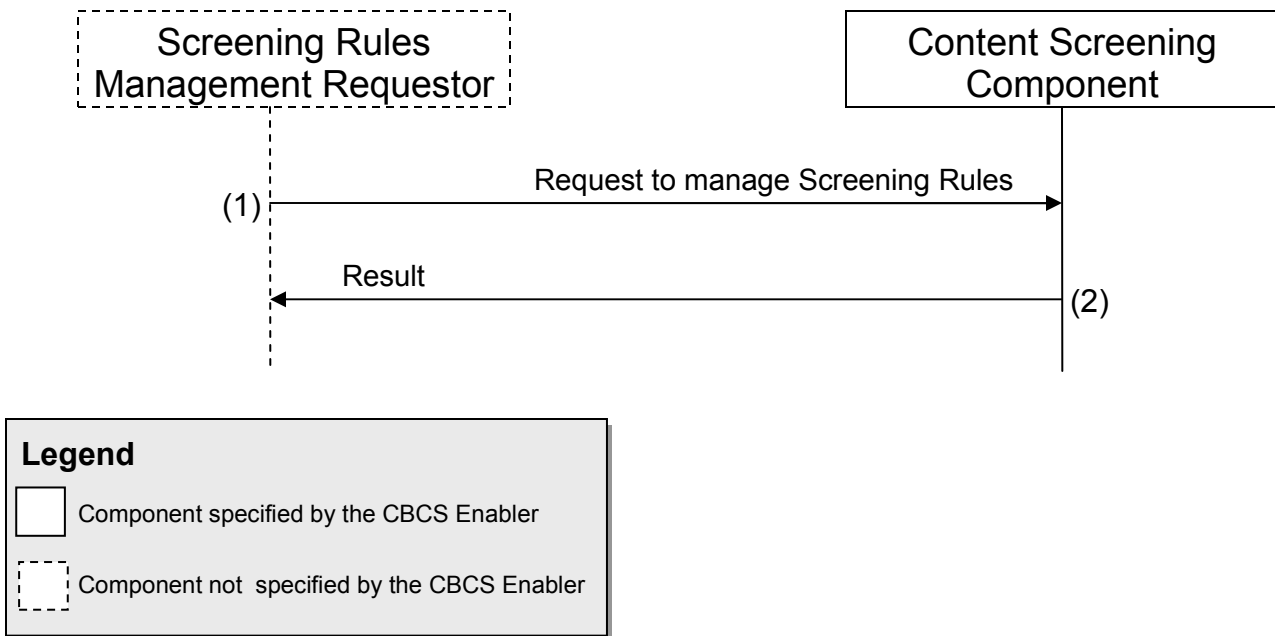 Screening Rules
Management Requestor
Content Screening
Component
Request to manage Screening Rules
(1)
Result
(2)
Legend
Component specified by the CBCS Enabler
Component not specified by the CBCS Enabler